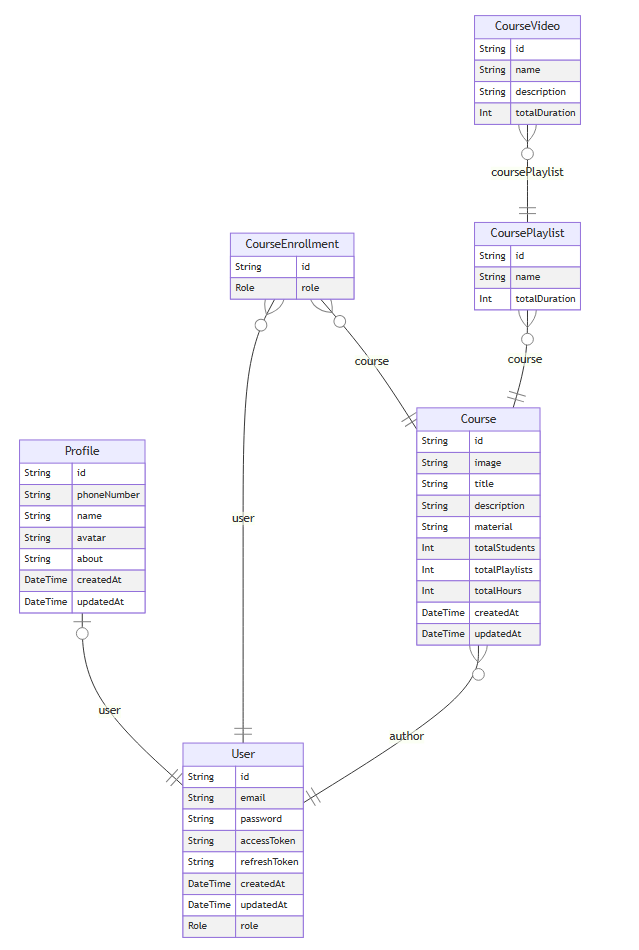 CourseVideo
String id
String name
String description
Int totalDuration
coursePlaylist
CoursePlaylist
String id
name String
Int totalDuration
course
CourseEnrollment
String id
Role role
course
user
Course
String id
String image
String title
String description
String material
Int totalStudents
Int totalPlaylists
Int totalHours
DateTime createdAt
DateTime updatedAt
Profile
String id
String phoneNumber
String name
String avatar
String about
DateTime createdAt
DateTime updatedAt
user
author
User
String id
String email
String password
String accessToken
String refreshToken
DateTime createdAt
DateTime updatedAt
Role role